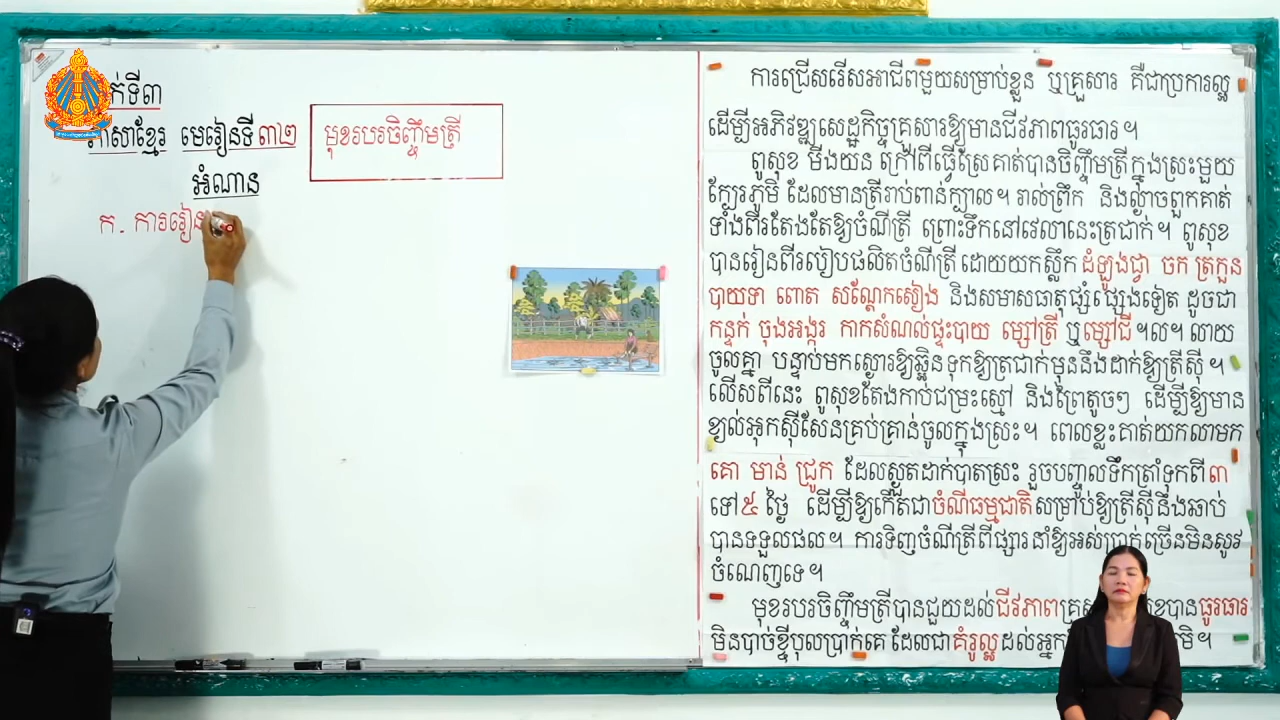 ភាសាខ្មែរ មេរៀនទី៣២
មុខរបរចិញ្ចឹមត្រី
អំណាន
ក. ការរៀន
ការជ្រើសរើសអាជីពមួយសម្រាប់ខ្លួន ឬគ្រួសារ គឺជាប្រការល្អ
ដើម្បីអភិវឌ្ឍសេដ្ឋកិច្ចគ្រួសារឱ្យមានជីវភាពធូរធារ។
ពូសុខ មីងយន ក្រៅពីធ្វើស្រែគាត់បានចិញ្ចឹមត្រីក្នុងស្រះមួយ
ក្បែរភូមិ ដែលមានត្រីរាប់ពាន់ក្បាល។ រាល់ព្រឹក និងល្ងាចពួកគាត់
ទាំងពីរតែងតែឱ្យចំណីត្រី ព្រោះទឹកនៅវេលានេះត្រជាក់។ ពូសុខ
បានរៀនពីរបៀបផលិតចំណីត្រី ដោយយកស្លឹក ដំឡូងជ្វា ចក ត្រកួន
បាយទា ពោត សណ្ដែកសៀង និងសមាសធាតុផ្សំផ្សេងទៀត ដូចជា
កន្ទក់ ចុងអង្ករ កាកសំណល់ផ្ទះបាយ ម្សៅត្រី ឬម្សៅជី។ល។ លាយ
ចូលគ្នា បន្ទាប់មកស្ងោរឱ្យឆ្អិន ទុកឱ្យត្រជាក់មុននឹងដាក់ឱ្យត្រីស៊ី។
លើសពីនេះ ពូសុខតែងកាប់ជម្រះស្មៅ និងព្រៃតូចៗ ដើម្បីឱ្យមាន
ខ្យល់អុកស៊ីសែនគ្រប់គ្រាន់ចូលក្នុងស្រះ។ ពេលខ្លះគាត់យកលាមក
គោ មាន់ ជ្រូក ដែលស្ងួតដាក់បាតស្រះ រួចបញ្ចូលទឹកត្រាំទុកពី៣
ទៅ៥ ថ្ងៃ ដើម្បីឱ្យកើតជាចំណីធម្មជាតិសម្រាប់ឱ្យត្រីស៊ីនឹងឆាប់
បានទទួលផល។ ការទិញចំណីត្រីពីផ្សារនាំឱ្យអស់ប្រាក់ច្រើនមិនសូវ
ចំណេញទេ។
មុខរបរចិញ្ចឹមត្រីបានជួយដល់ជីវភាព ធូរធារ
មិនបាច់ខ្ចីបុលប្រាក់គេ ដែលជាគំរូល្អដល់អ្នក